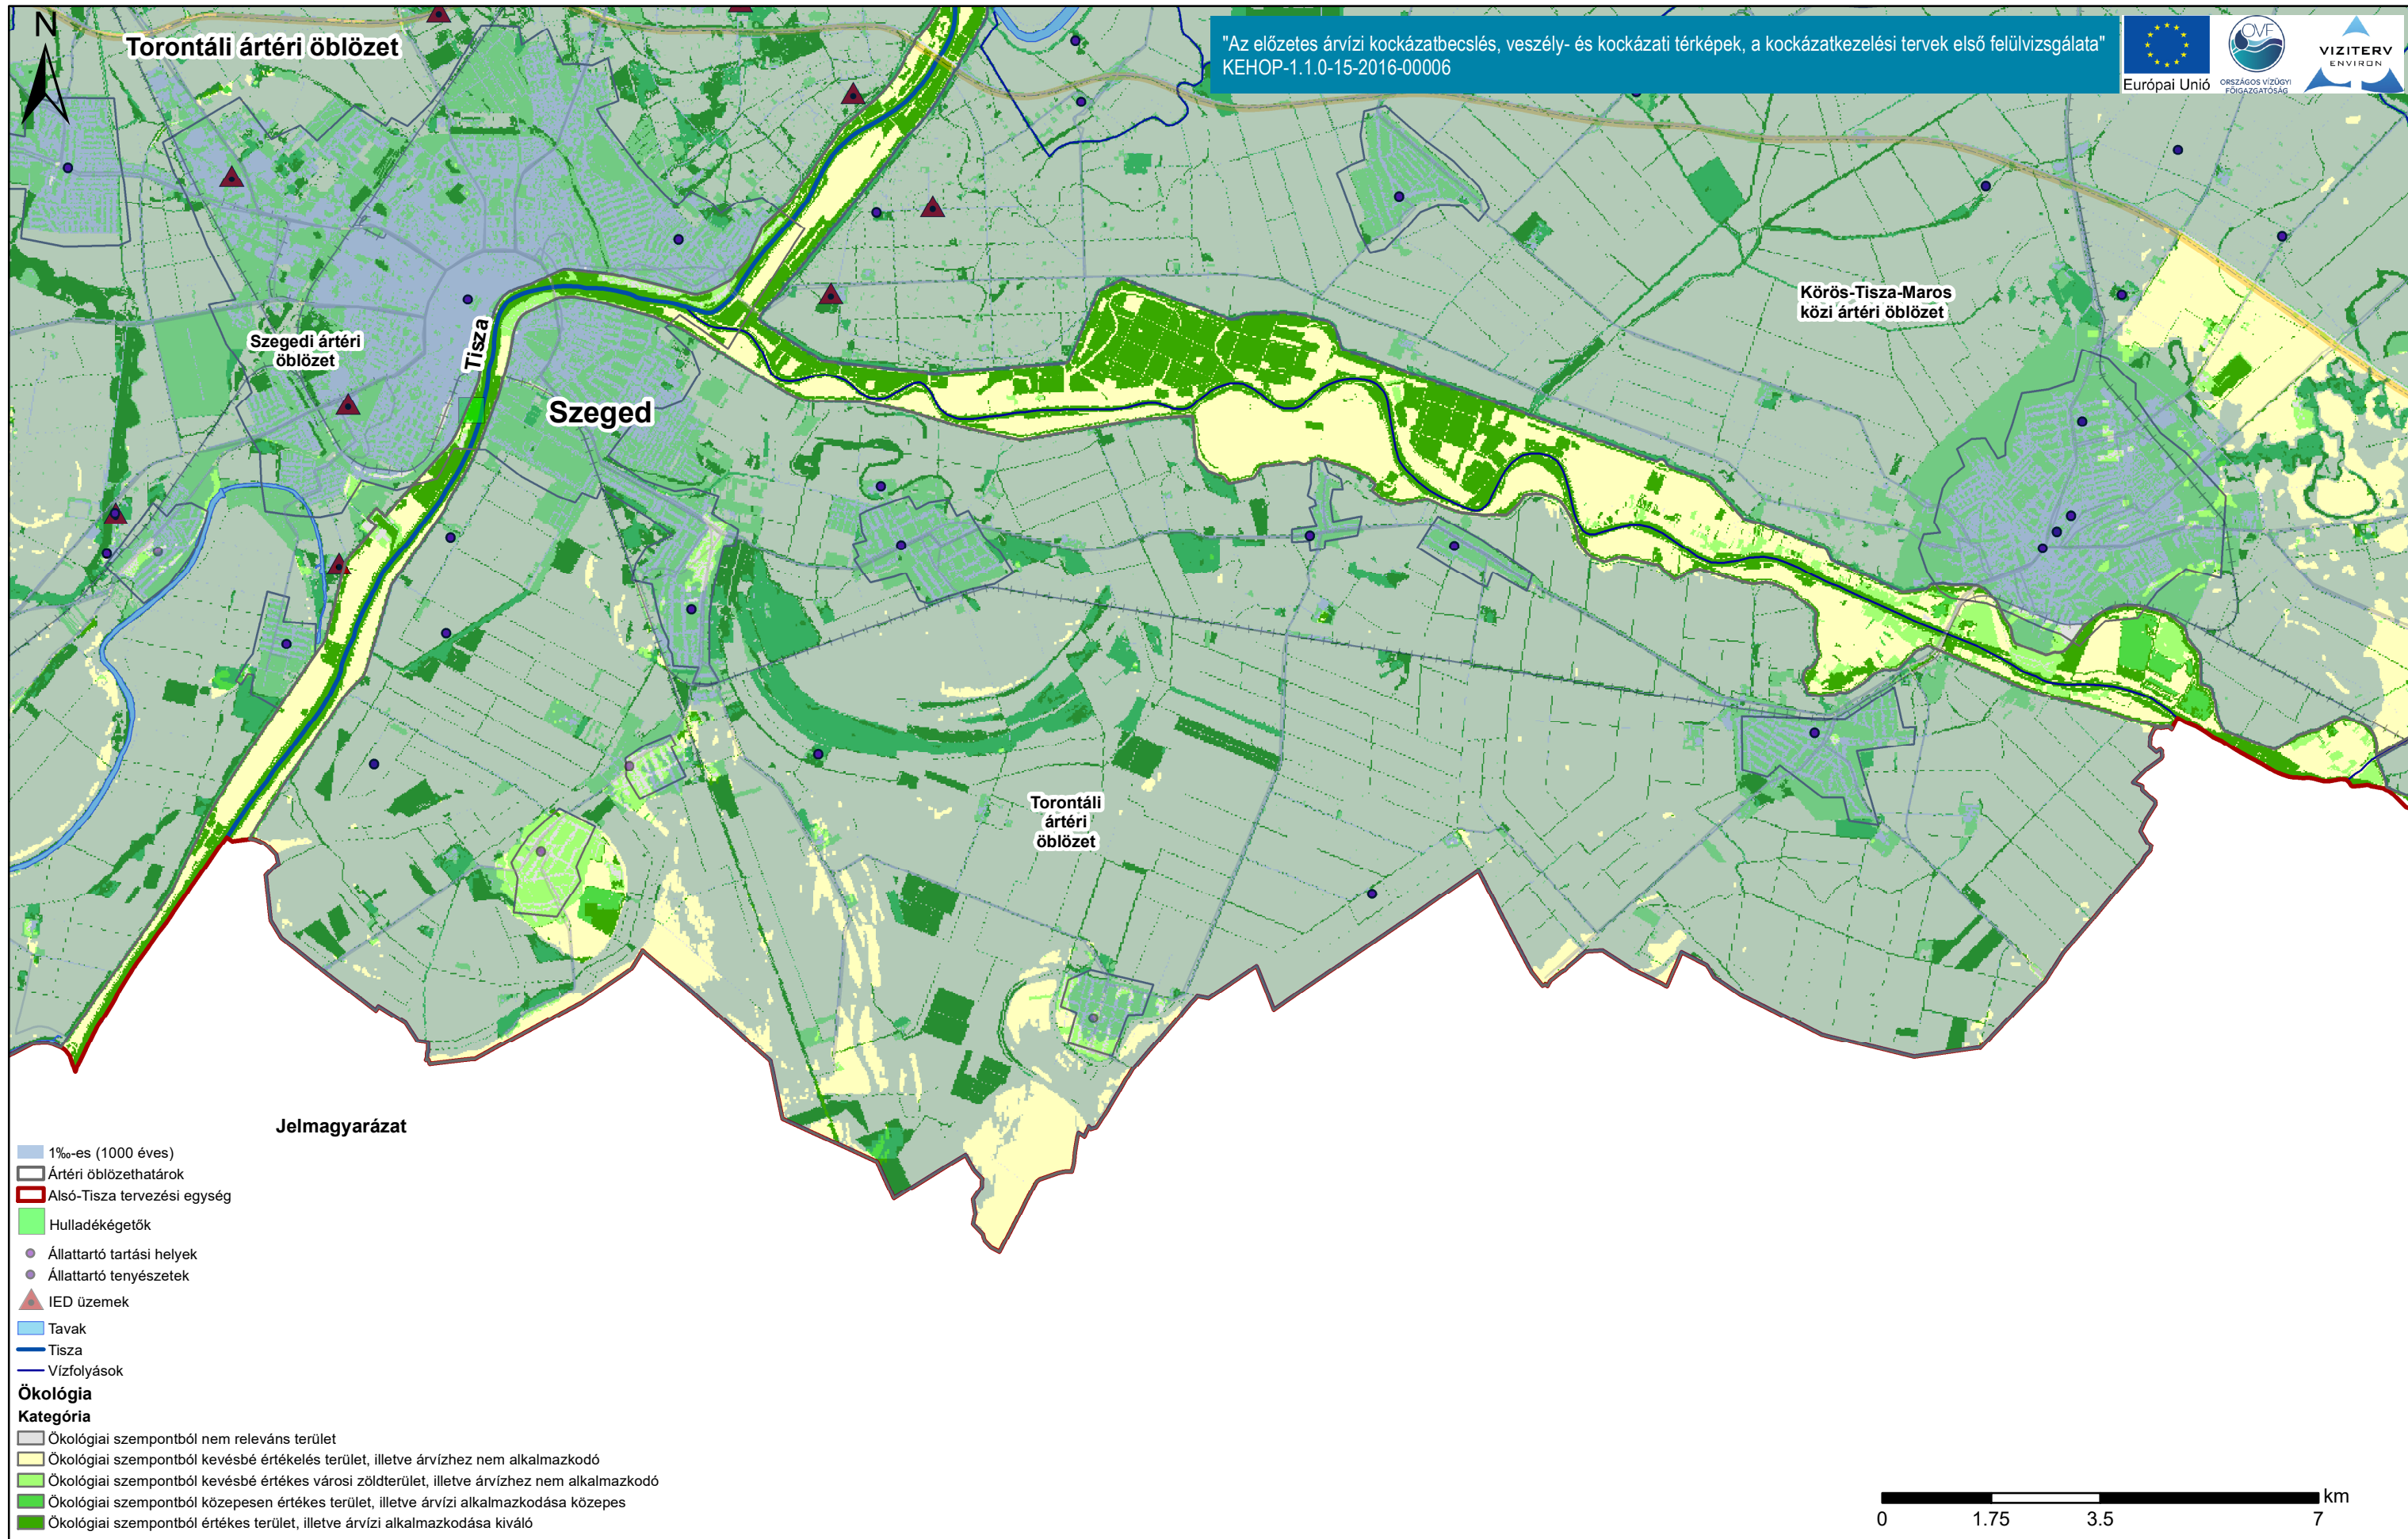 N
Torontáli ártéri öblözet
"Az előzetes árvízi kockázatbecslés, veszély- és kockázati térképek, a kockázatkezelési tervek első felülvizsgálata"
KEHOP-1.1.0-15-2016-00006
Európai Unió
OVF
ORSZÁGOS VÍZÜGYI
FŐIGAZGATÓSÁG
VIZITERV
ENVIRON
Körös-Tisza-Maros
közi ártéri öblözet
Szegedi ártéri
öblözet
Tisza
Szeged
Torontáli
ártéri
öblözet
Jelmagyarázat
1‰-es (1000 éves)
Ártéri öblözethatárok
Alsó-Tisza tervezési egység
Hulladékégetők
Állattartó tartási helyek
Állattartó tenyészetek
IED üzemek
Tavak
Tisza
Vízfolyások
Ökológia
Kategória
Ökológiai szempontból nem releváns terület
Ökológiai szempontból kevésbé értékelés terület, illetve árvízhez nem alkalmazkodó
Ökológiai szempontból kevésbé értékes városi zöldterület, illetve árvízhez nem alkalmazkodó
Ökológiai szempontból közepesen értékes terület, illetve árvízi alkalmazkodása közepes
Ökológiai szempontból értékes terület, illetve árvízi alkalmazkodása kiváló
km
0 1.75 3.5 7